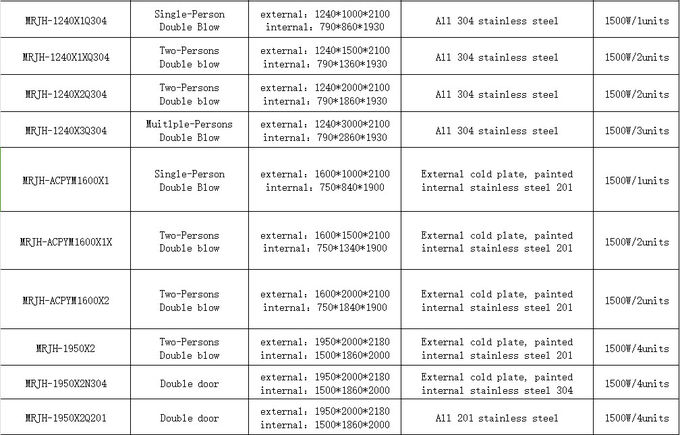 MRJH-1240X1Q304 Single-Person Double Blow external: 1240*1000*2100 internal: 790*860*1930 All 304 stainless steel 1500W/1units
MRJH-1240X1XQ304 Two-Persons Double blow external: 1240*1500*2100 internal: 790*1360*1930 All 304 stainless steel 1500W/2units
MRJH-1240X2Q304 Two-Persons Double blow external: 1240*2000*2100 internal: 790*1860*1930 All 304 stainless steel 1500W/2units
MRJH-1240X3Q304 Muit1ple-Persons Double Blow external: 1240*3000*2100 internal: 790*2860*1930 All 304 stainless steel 1500W/3units
MRJH-ACPYM1600X1 Single-Person Double Blow external: 1600*1000*2100 internal: 750*840*1900 External cold plate, painted internal stainless steel 201 1500W/1units
MRJH-ACPYM1600X1X Two-Persons Double blow external: 1600*1500*2100 internal: 750*1340*1900 External cold plate, painted internal stainless steel 201 1500W/2units
MRJH-ACPYM1600X2 Two-Persons Double blow external: 1600*2000*2100 internal: 750*1840*1900 External cold plate, painted internal stainless steel 201 1500W/2units
MRJH-1950X2 Two-Persons Double blow external: 1950*2000*2180 internal: 1500*1860*2000 External cold plate, painted internal stainless steel 201 1500W/4units
MRJH-1950X2N304 Double door external: 1950*2000*2180 internal: 1500*1860*2000 External cold plate, painted internal stainless steel 304 1500W/4units
MRJH-1950X2Q201 Double door external: 1950*2000*2180 internal: 1500*1860*2000 All 201 stainless steel 1500W/4units